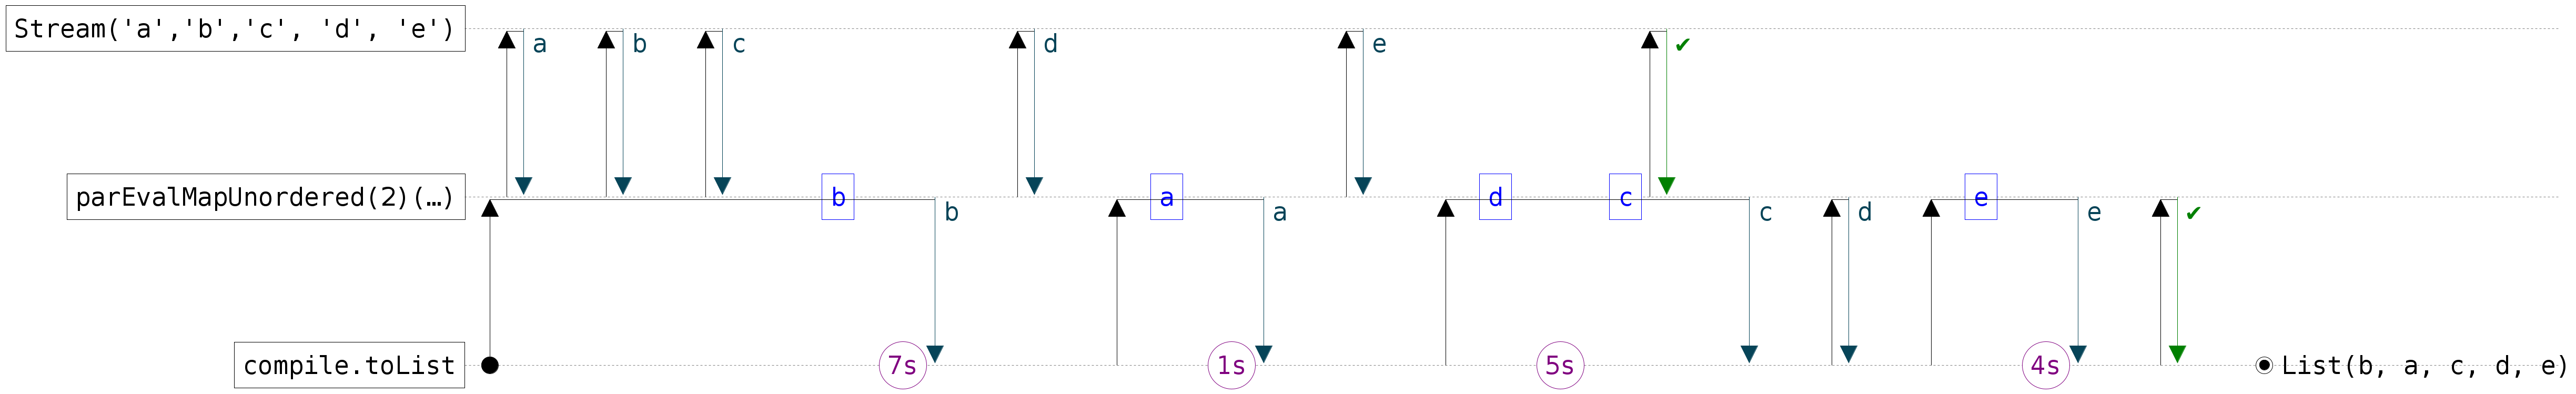 Stream('a','b','c', 'd', 'e')
a b c d e ✔
parEvalMapUnordered(2)(…)
b a d c e
b a c d e ✔
compile.toList
7s 1s 5s 4s
List(b, a, c, d, e)